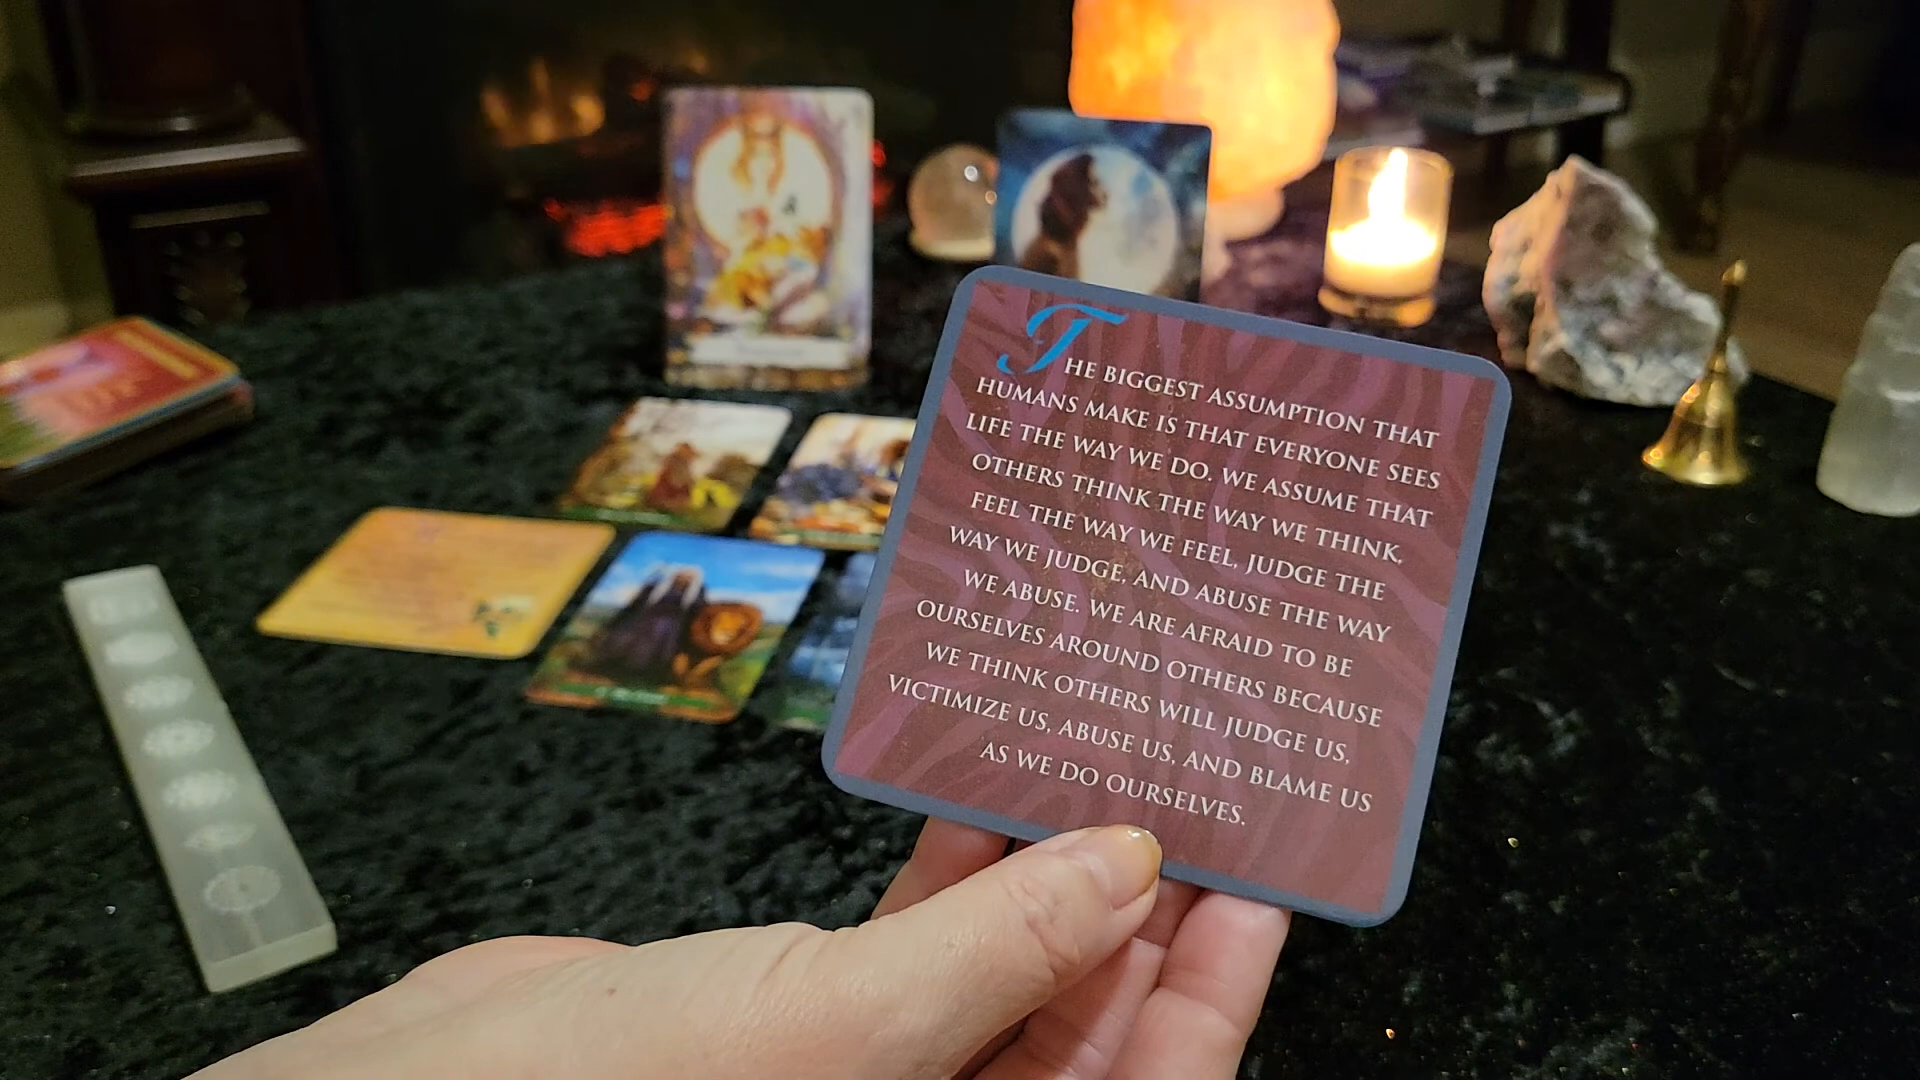 THE BIGGEST ASSUMPTION THAT
HUMANS MAKE IS THAT EVERYONE SEES
LIFE THE WAY WE DO. WE ASSUME THAT
OTHERS THINK THE WAY WE THINK,
FEEL THE WAY WE FEEL, JUDGE THE
WAY WE JUDGE, AND ABUSE THE WAY
WE ABUSE. WE ARE AFRAID TO BE
OURSELVES AROUND OTHERS BECAUSE
WE THINK OTHERS WILL JUDGE US,
VICTIMIZE US, ABUSE US, AND BLAME US
AS WE DO OURSELVES.